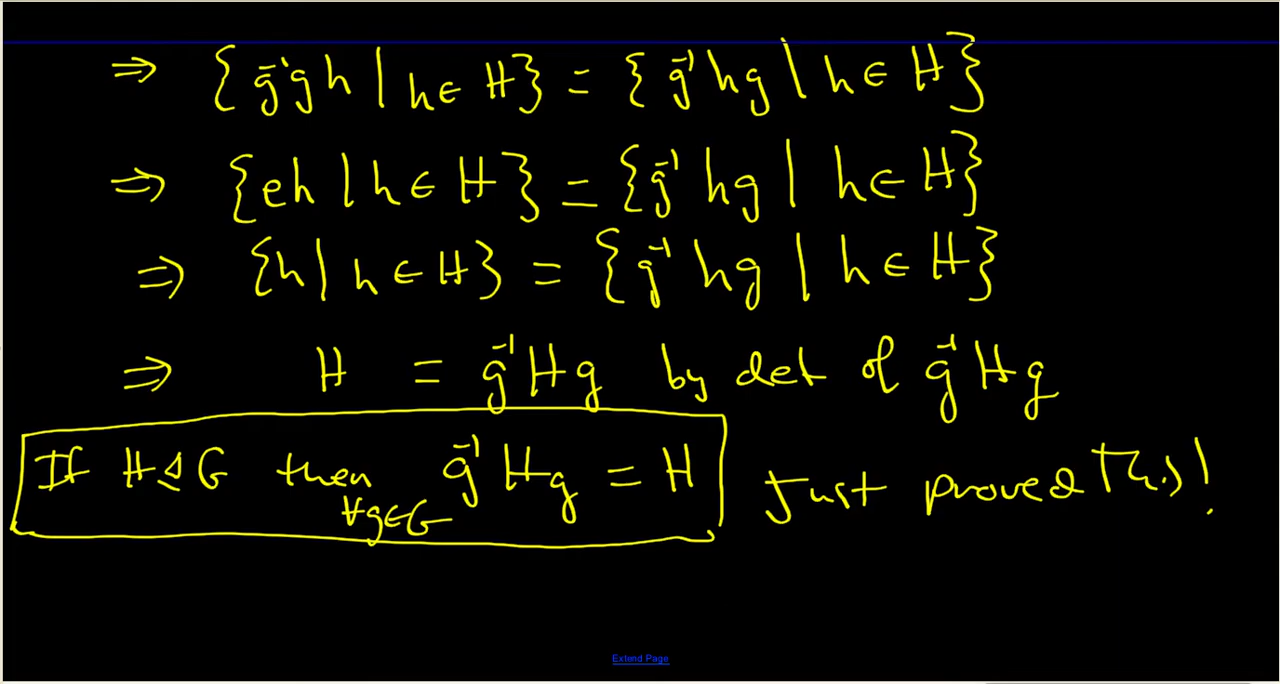 ⇒ {g⁻¹gh | h ∈ H} = {g⁻¹hg | h ∈ H}
⇒ {eh | h ∈ H} = {g⁻¹hg | h ∈ H}
⇒ {h | h ∈ H} = {g⁻¹hg | h ∈ H}
⇒ H = g⁻¹Hg by def of g⁻¹Hg
If H ⊴ G then g⁻¹Hg = H Just proved This!
∀g∈G
Extend Page